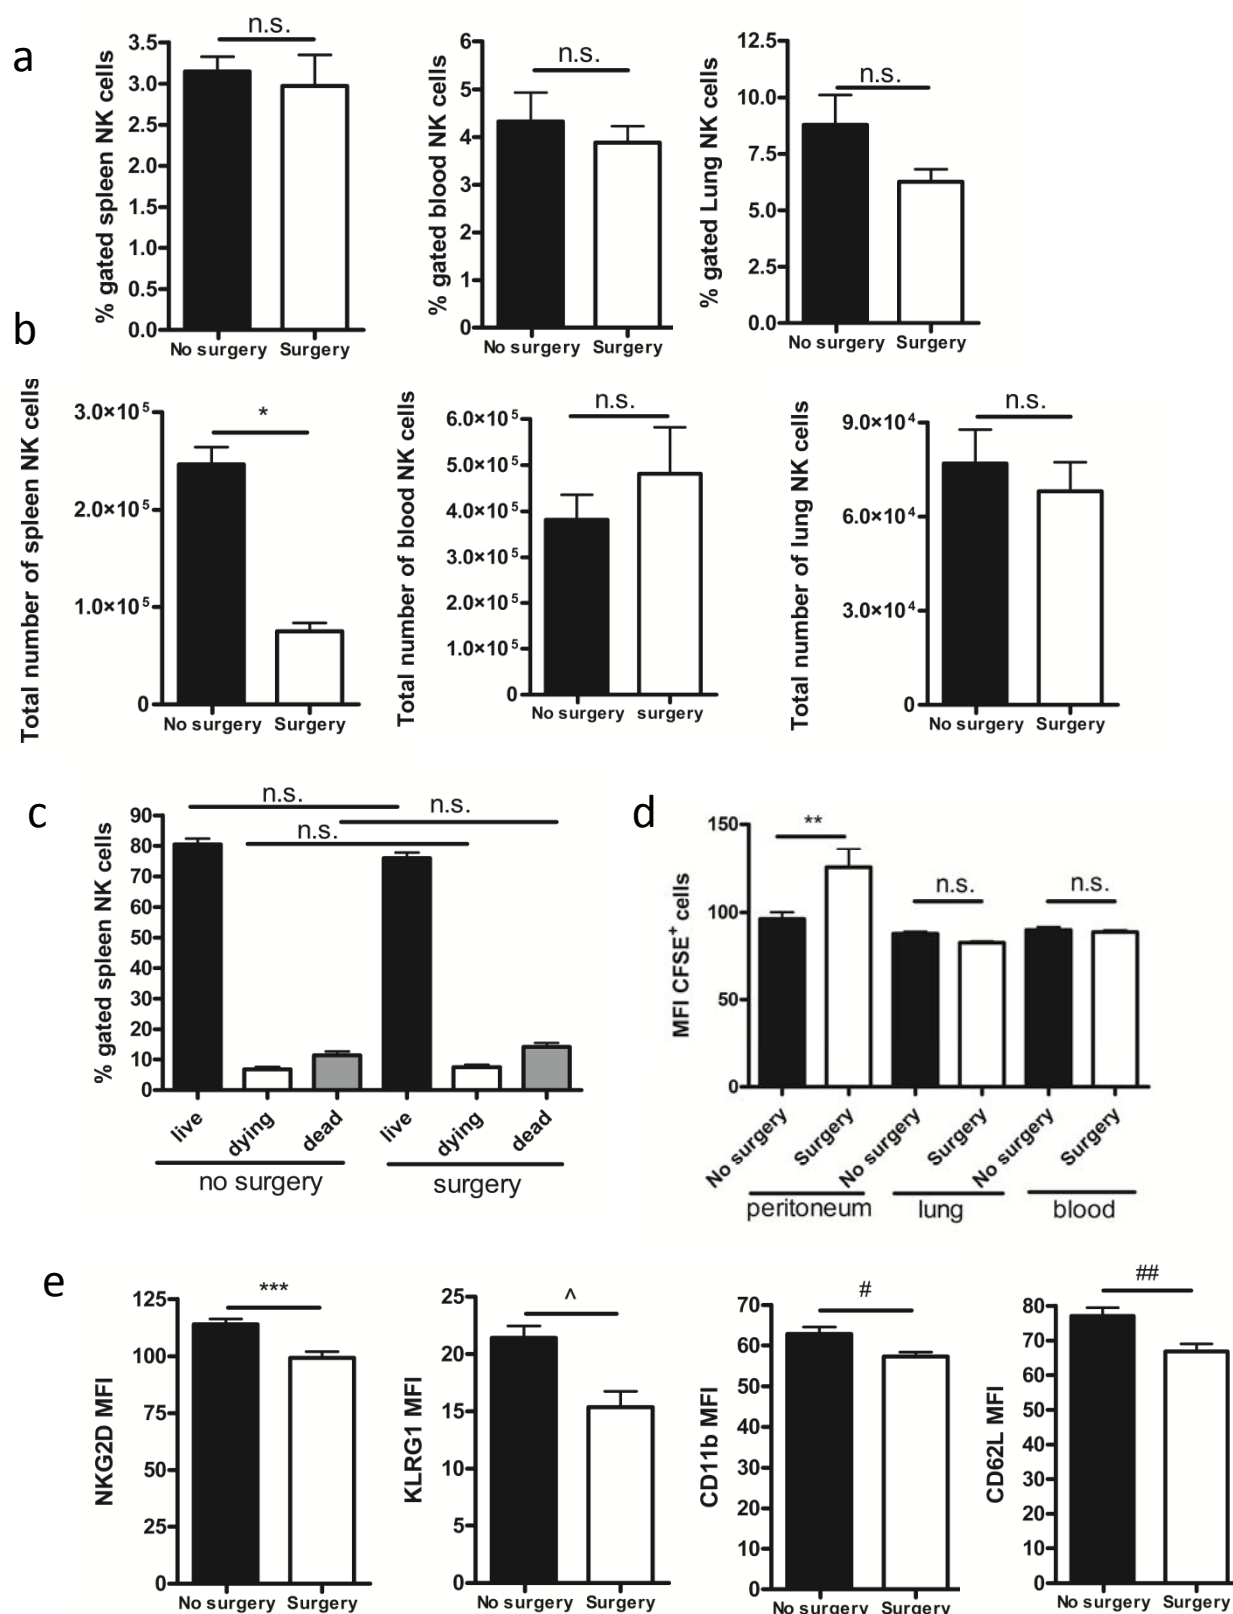 a
n.s.
% gated spleen NK cells
3.5
3.0
2.5
2.0
1.5
1.0
0.5
0.0
No surgery Surgery
n.s.
% gated blood NK cells
6
5
4
3
2
1
0
No surgery Surgery
n.s.
% gated Lung NK cells
12.5
10.0
7.5
5.0
2.5
0.0
No surgery Surgery
b
*
Total number of spleen NK cells
3.0×10⁵
2.0×10⁵
1.0×10⁵
0
No surgery Surgery
n.s.
Total number of blood NK cells
6.0×10⁵
5.0×10⁵
4.0×10⁵
3.0×10⁵
2.0×10⁵
1.0×10⁵
0
No surgery surgery
n.s.
Total number of lung NK cells
9.0×10⁴
6.0×10⁴
3.0×10⁴
0
No surgery Surgery
c
n.s.
n.s.
n.s.
% gated spleen NK cells
90
80
70
60
50
40
30
20
10
0
live dying dead live dying dead
no surgery surgery
d
**
n.s.
n.s.
MFI CFSE⁺ cells
150
100
50
0
No surgery Surgery No surgery Surgery No surgery Surgery
peritoneum lung blood
e
***
NKG2D MFI
125
100
75
50
25
0
No surgery Surgery
^
KLRG1 MFI
25
20
15
10
5
0
No surgery Surgery
#
CD11b MFI
70
60
50
40
30
20
10
0
No surgery Surgery
##
CD62L MFI
80
70
60
50
40
30
20
10
0
No surgery Surgery